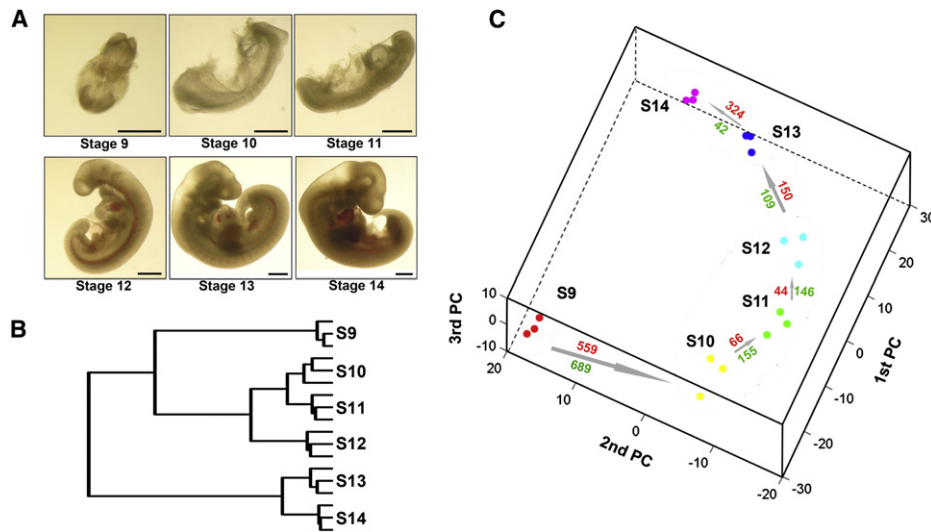 A
Stage 9
Stage 10
Stage 11
Stage 12
Stage 13
Stage 14
B
S9
S10
S11
S12
S13
S14
C
S14
324
42
S13
150
109
S12
44
146
S11
S10
66
155
S9
559
689
3rd PC
10
0
-10
20
10
0
-10
-20
2nd PC
30
20
10
0
-10
-20
-30
1st PC